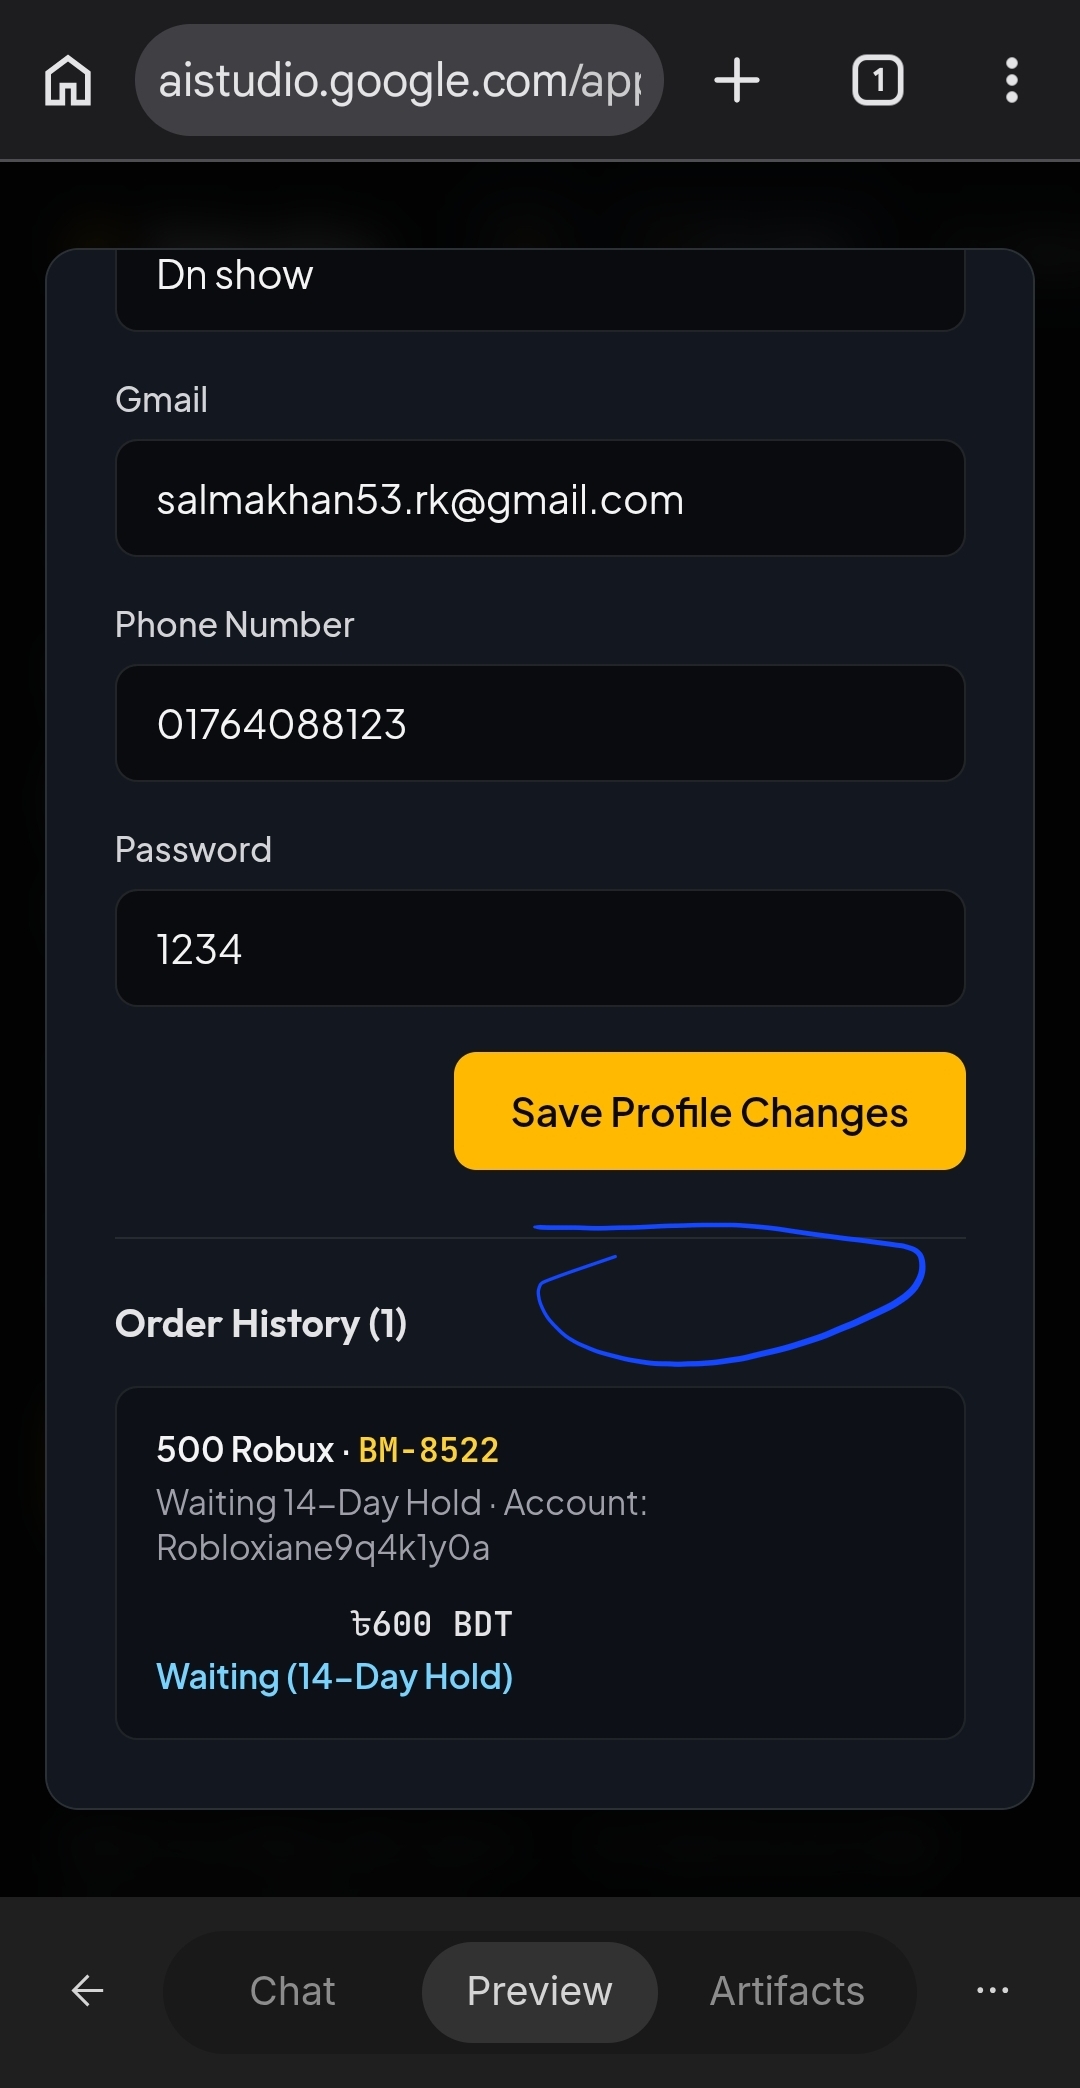 aistudio.google.com/app
1
Dn show
Gmail
salmakhan53.rk@gmail.com
Phone Number
01764088123
Password
1234
Save Profile Changes
Order History (1)
500 Robux · BM-8522
Waiting 14–Day Hold · Account:
Robloxiane9q4k1y0a
৳600 BDT
Waiting (14–Day Hold)
Chat
Preview
Artifacts